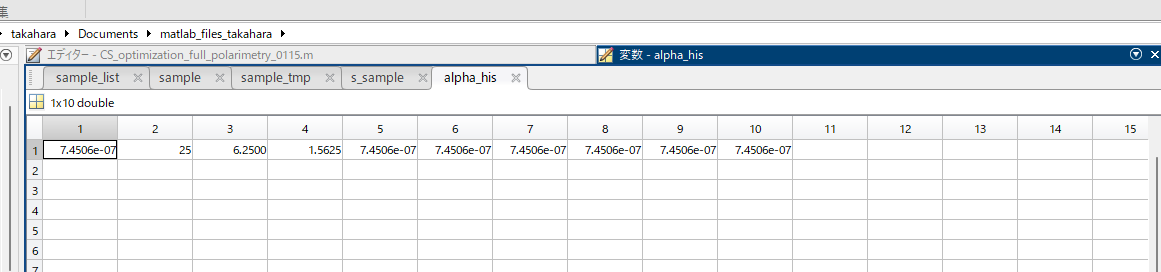 集
takahara Documents matlab_files_takahara
エディター - CS_optimization_full_polarimetry_0115.m
変数 - alpha_his
sample_list sample sample_tmp s_sample alpha_his
1x10 double
1 2 3 4 5 6 7 8 9 10 11 12 13 14 15
1 7.4506e-07 25 6.2500 1.5625 7.4506e-07 7.4506e-07 7.4506e-07 7.4506e-07 7.4506e-07 7.4506e-07
2
3
4
5
6
7